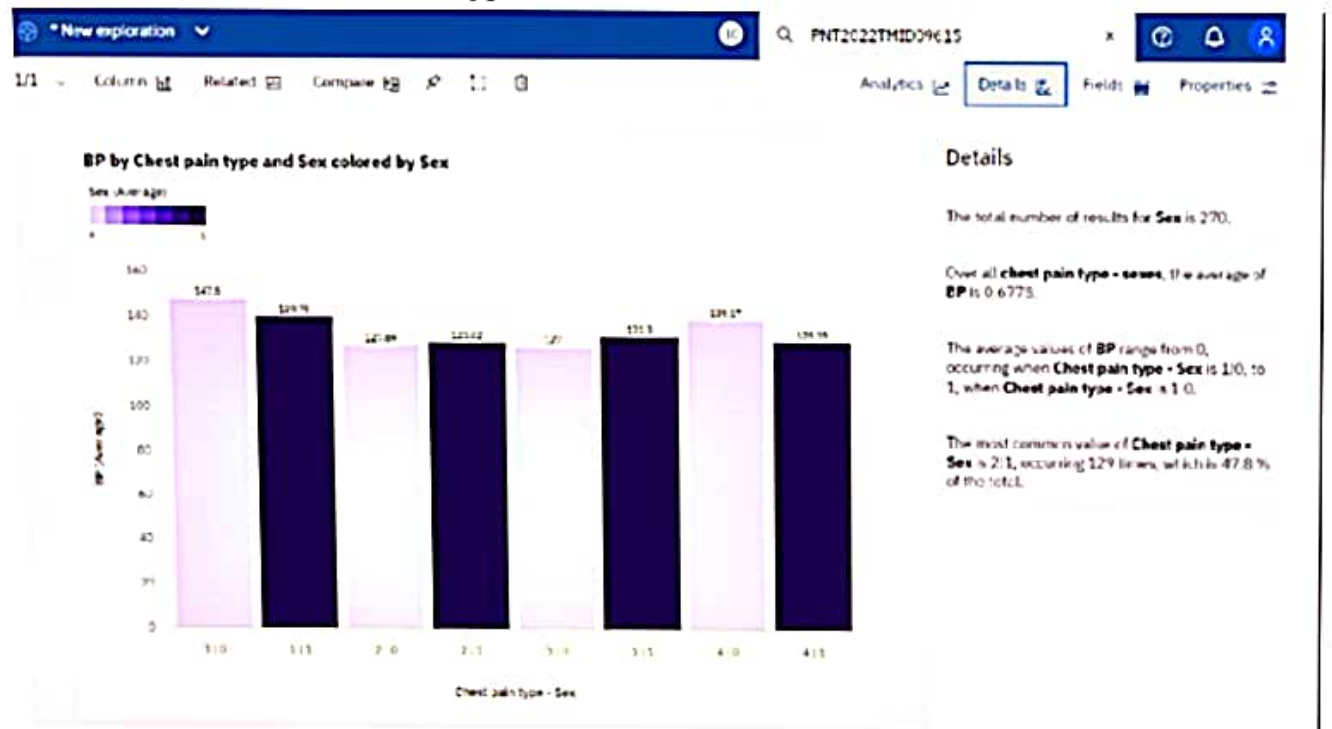 * New exploration
PNT2022TMID09615 x
1/1 Column Related Compare
Analytics Details Fields Properties
BP by Chest pain type and Sex colored by Sex
Sex (Average)
160
140
120
100
80
60
40
20
0
147.5
127
BP (Average)
1|1
2|0
4|0
4|1
Chest pain type - Sex
Details
The total number of results for Sex is 270.
Over all chest pain type - sexes, the average of
BP is 0.6778.
The average values of BP range from 0,
occurring when Chest pain type - Sex is 1|0, to
1, when Chest pain type - Sex is 1|0.
The most common value of Chest pain type -
Sex is 2|1, occurring 129 times, which is 47.8 %
of the total.